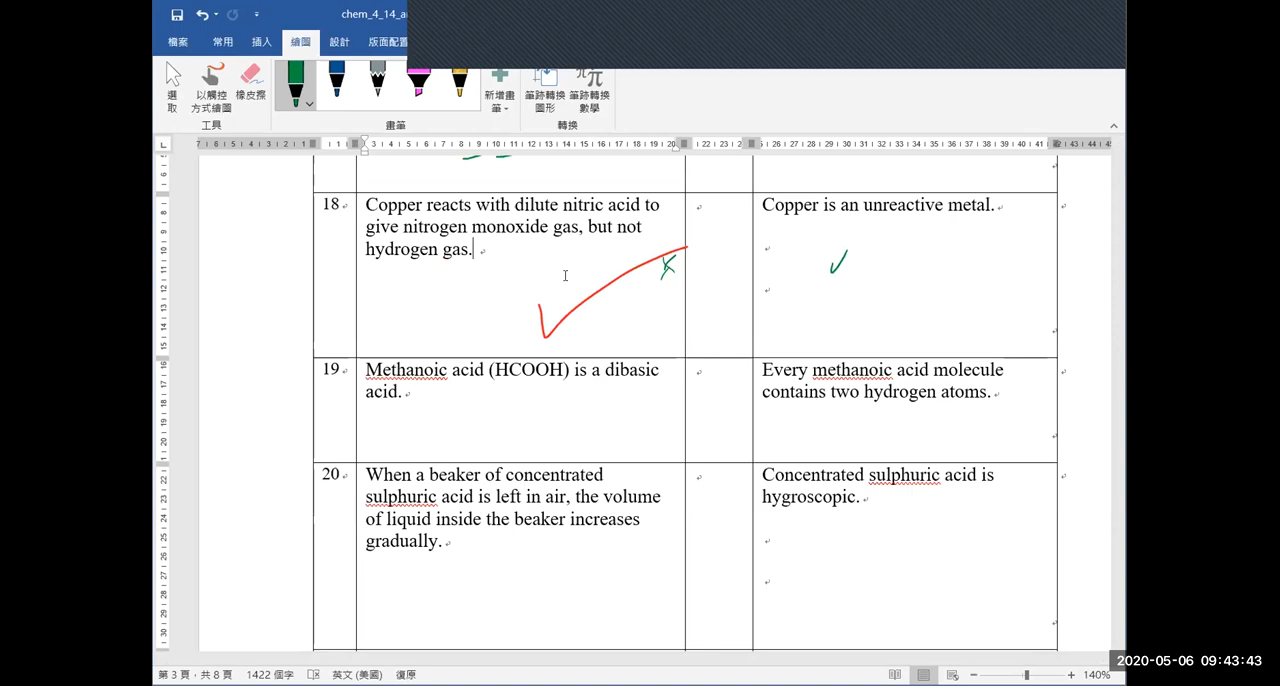 chem_4_14_a
檔案 常用 插入 繪圖 設計 版面配置
選取
以觸控方式繪圖
橡皮擦
新增畫筆
筆跡轉換圖形
筆跡轉換數學
工具 畫筆 轉換
18 Copper reacts with dilute nitric acid to
give nitrogen monoxide gas, but not
hydrogen gas.
Copper is an unreactive metal.
19 Methanoic acid (HCOOH) is a dibasic
acid.
Every methanoic acid molecule
contains two hydrogen atoms.
20 When a beaker of concentrated
sulphuric acid is left in air, the volume
of liquid inside the beaker increases
gradually.
Concentrated sulphuric acid is
hygroscopic.
2020-05-06 09:43:43
第 3 頁，共 8 頁 1422 個字 英文 (美國) 復原 140%